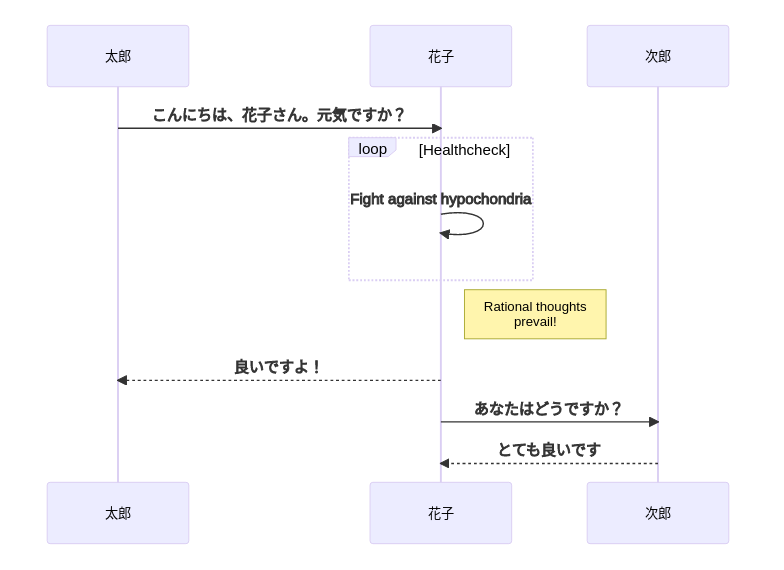 太郎
花子
次郎
こんにちは、花子さん。元気ですか？
loop
[Healthcheck]
Fight against hypochondria
Rational thoughts
prevail!
良いですよ！
あなたはどうですか？
とても良いです
太郎
花子
次郎